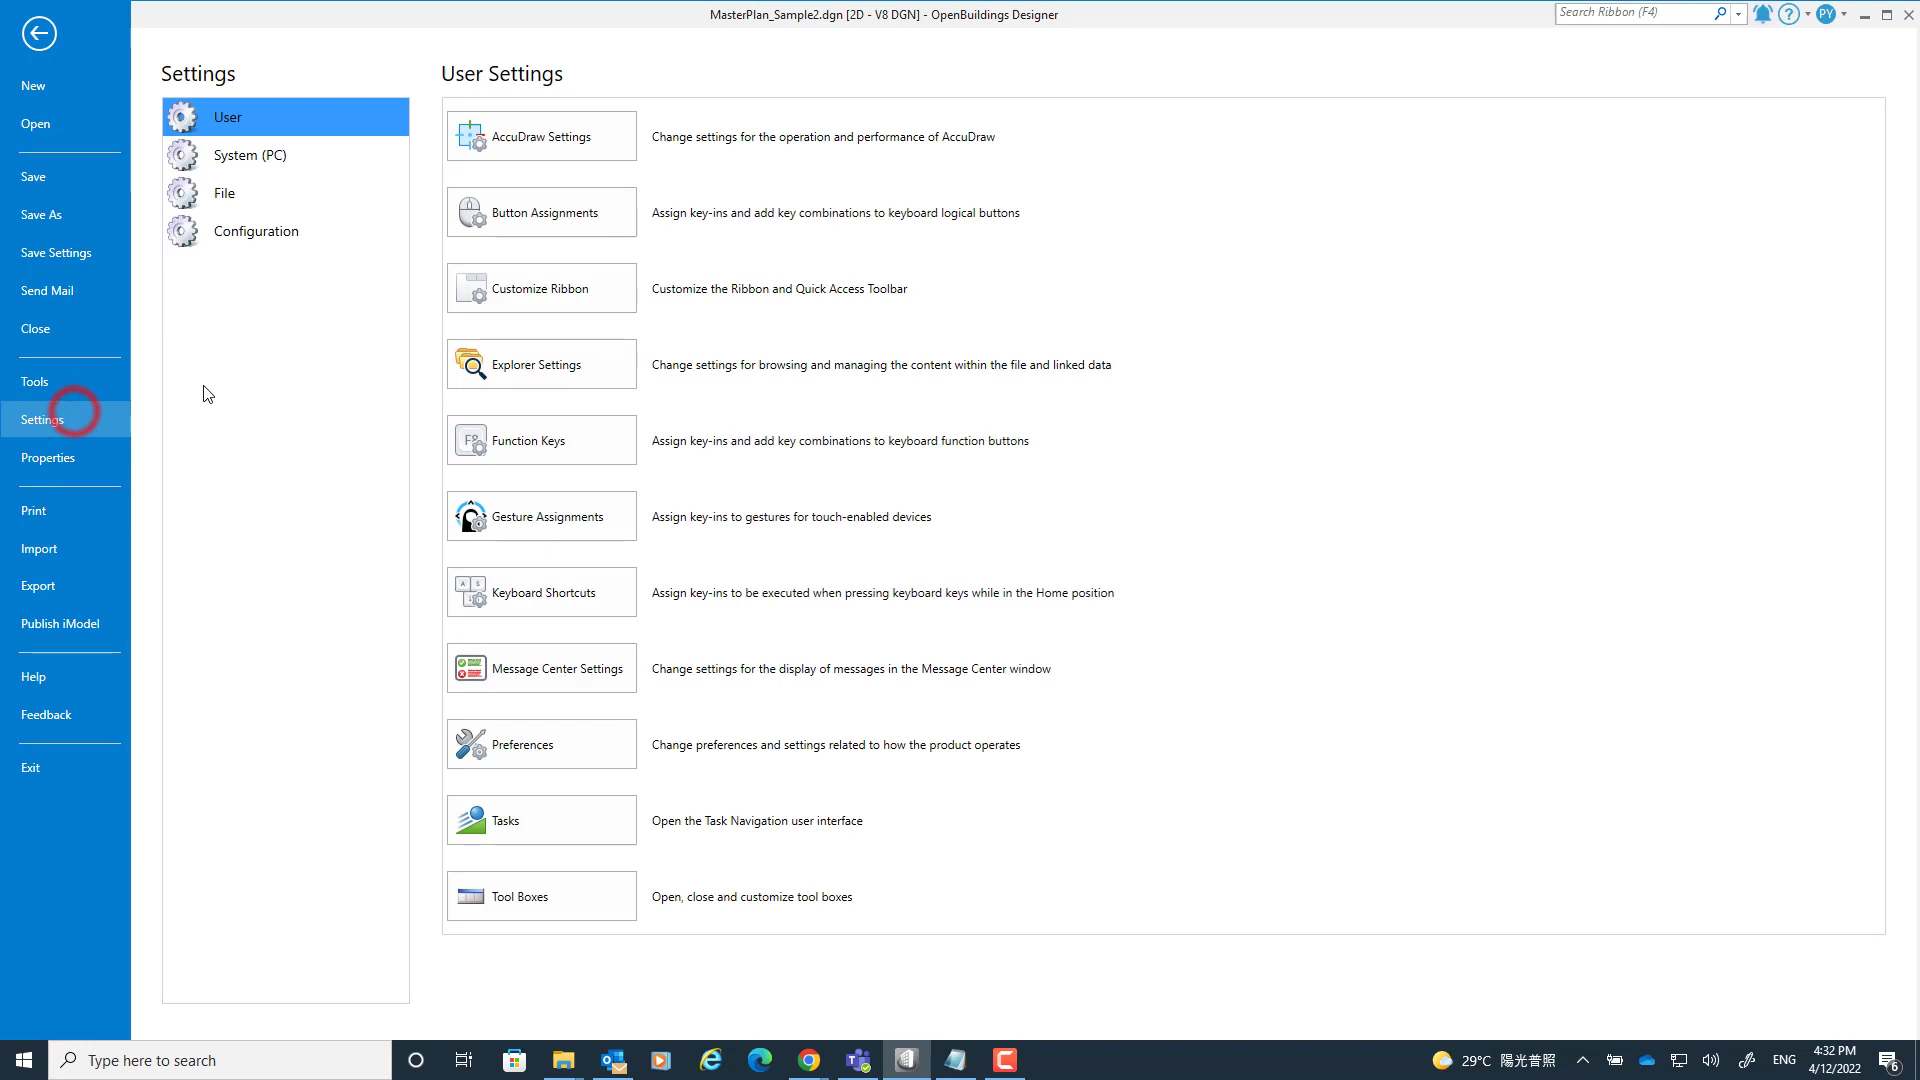 MasterPlan_Sample2.dgn [2D - V8 DGN] - OpenBuildings Designer
Search Ribbon (F4)
PY
New
Open
Save
Save As
Save Settings
Send Mail
Close
Tools
Settings
Properties
Print
Import
Export
Publish iModel
Help
Feedback
Exit
Settings
User
System (PC)
File
Configuration
User Settings
AccuDraw Settings Change settings for the operation and performance of AccuDraw
Button Assignments Assign key-ins and add key combinations to keyboard logical buttons
Customize Ribbon Customize the Ribbon and Quick Access Toolbar
Explorer Settings Change settings for browsing and managing the content within the file and linked data
F8 Function Keys Assign key-ins and add key combinations to keyboard function buttons
Gesture Assignments Assign key-ins to gestures for touch-enabled devices
A S Keyboard Shortcuts Assign key-ins to be executed when pressing keyboard keys while in the Home position
Message Center Settings Change settings for the display of messages in the Message Center window
Preferences Change preferences and settings related to how the product operates
Tasks Open the Task Navigation user interface
Tool Boxes Open, close and customize tool boxes
Type here to search
29°C 陽光普照
ENG
4:32 PM
4/12/2022
6